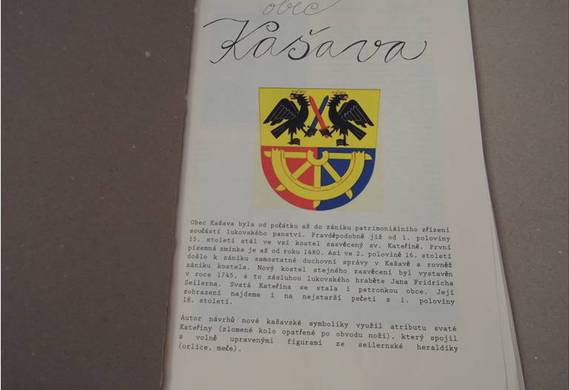 obec
Kašava
Obec Kašava byla od počátku až do zániku patrimoniálního zřízení
součástí lukovského panství. Pravděpodobně již od 1. poloviny
15. století stál ve vsi kostel zasvěcený sv. Kateřině. První
písemná zmínka je až od roku 1480. Asi ve 2. polovině 16. století
došlo k zániku samostatné duchovní správy v Kašavě a rovněž
zániku kostela. Nový kostel stejného zasvěcení byl vystavěn
v roce 1745, a to zásluhou lukovského hraběte Jana Fridricha
Seilerna. Svatá Kateřina se stala i patronkou obce. Její
zobrazení najdeme i na nejstarší pečeti z 1. poloviny
18. století.
Autor návrhů nové kašavské symboliky využil atributu svaté
Kateřiny (zlomené kolo opatřené po obvodu noži), který spojil
s volně upravenými figurami ze seilernské heraldiky
(orlice, meče).